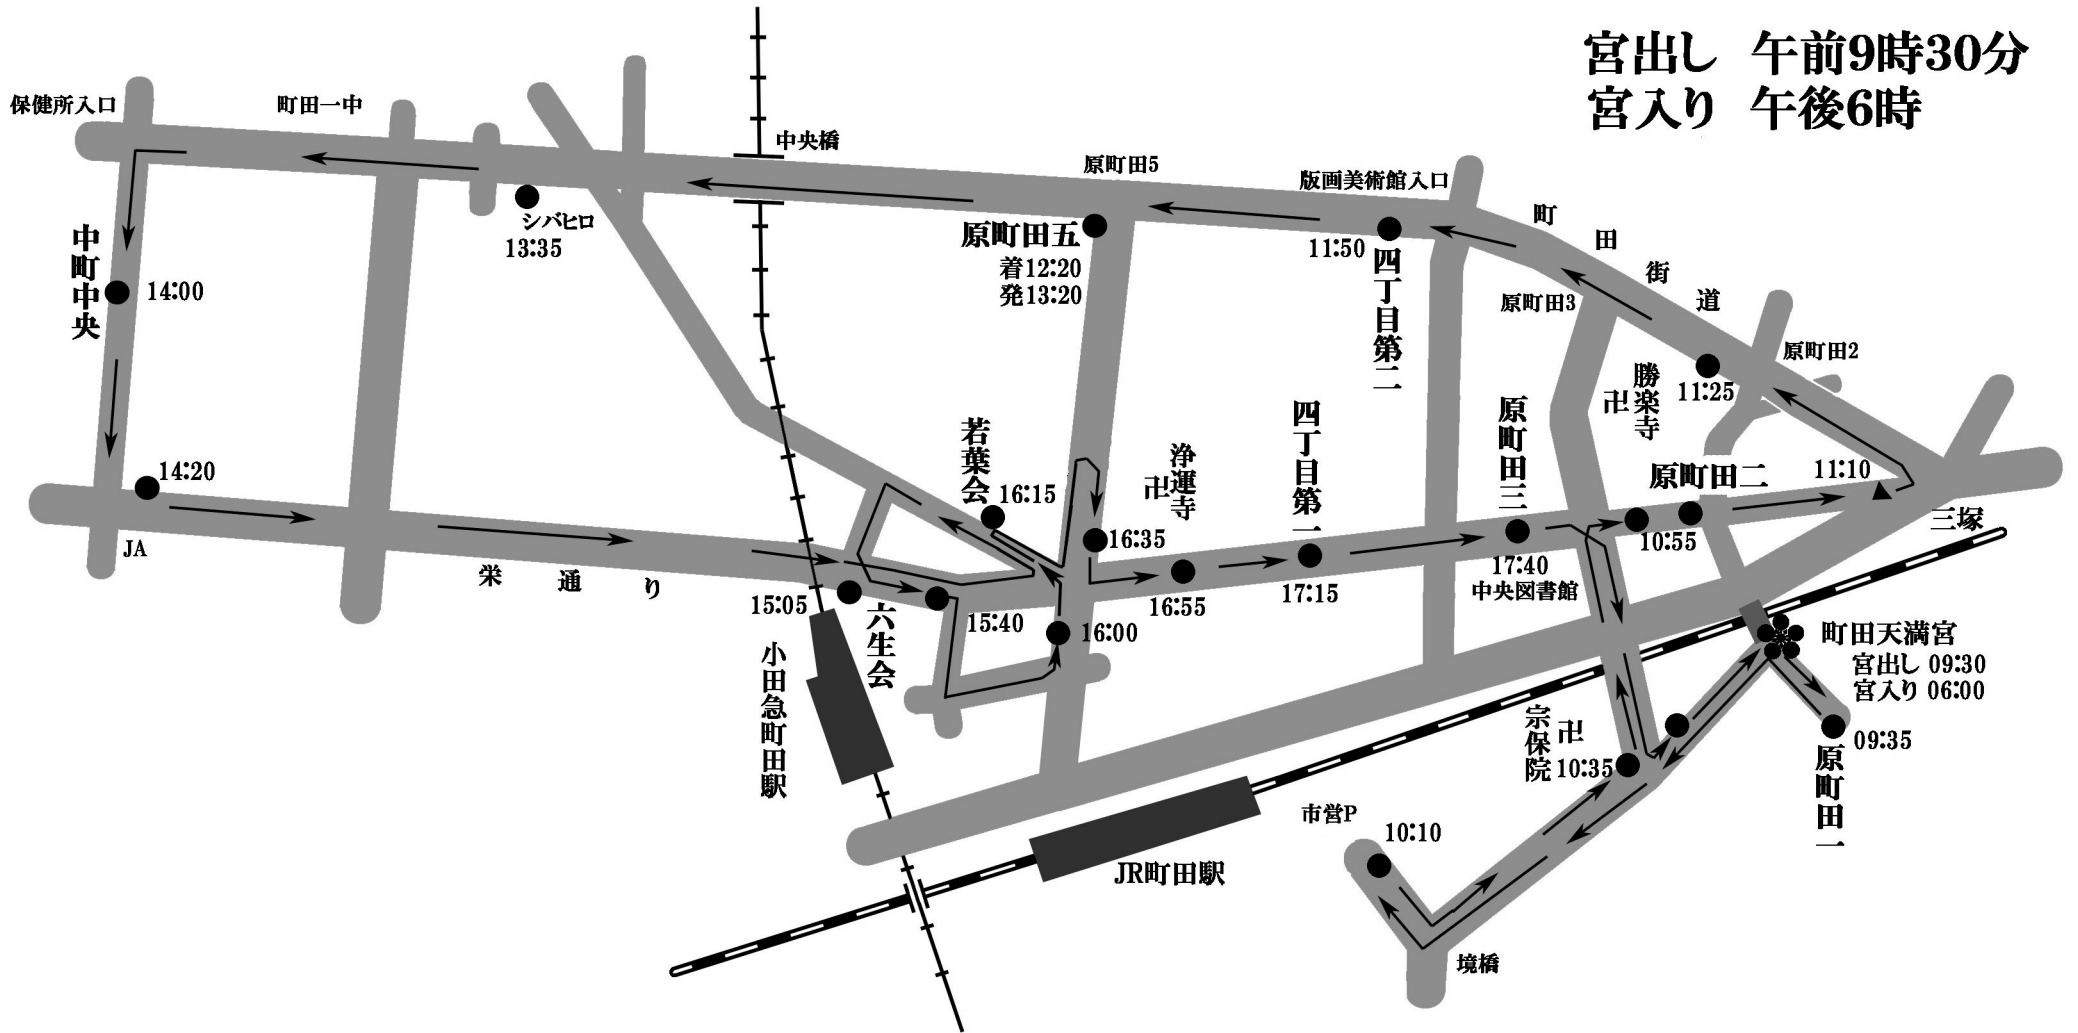 宮出し 午前9時30分
宮入り 午後6時
保健所入口
町田一中
中央橋
原町田5
版画美術館入口
町田街道
シバヒロ
13:35
原町田五
着12:20
発13:20
11:50
四丁目第二
原町田3
原町田2
11:25
卍勝楽寺
中町中央
14:00
14:20
JA
栄通り
若葉会
16:15
卍浄運寺
16:35
16:55
四丁目第一
17:15
原町田三
17:40
中央図書館
原町田二
10:55
11:10
三塚
15:05
六生会
15:40
16:00
小田急町田駅
町田天満宮
宮出し 09:30
宮入り 06:00
09:35
原町田一
宗保院卍
10:35
市営P
10:10
JR町田駅
境橋